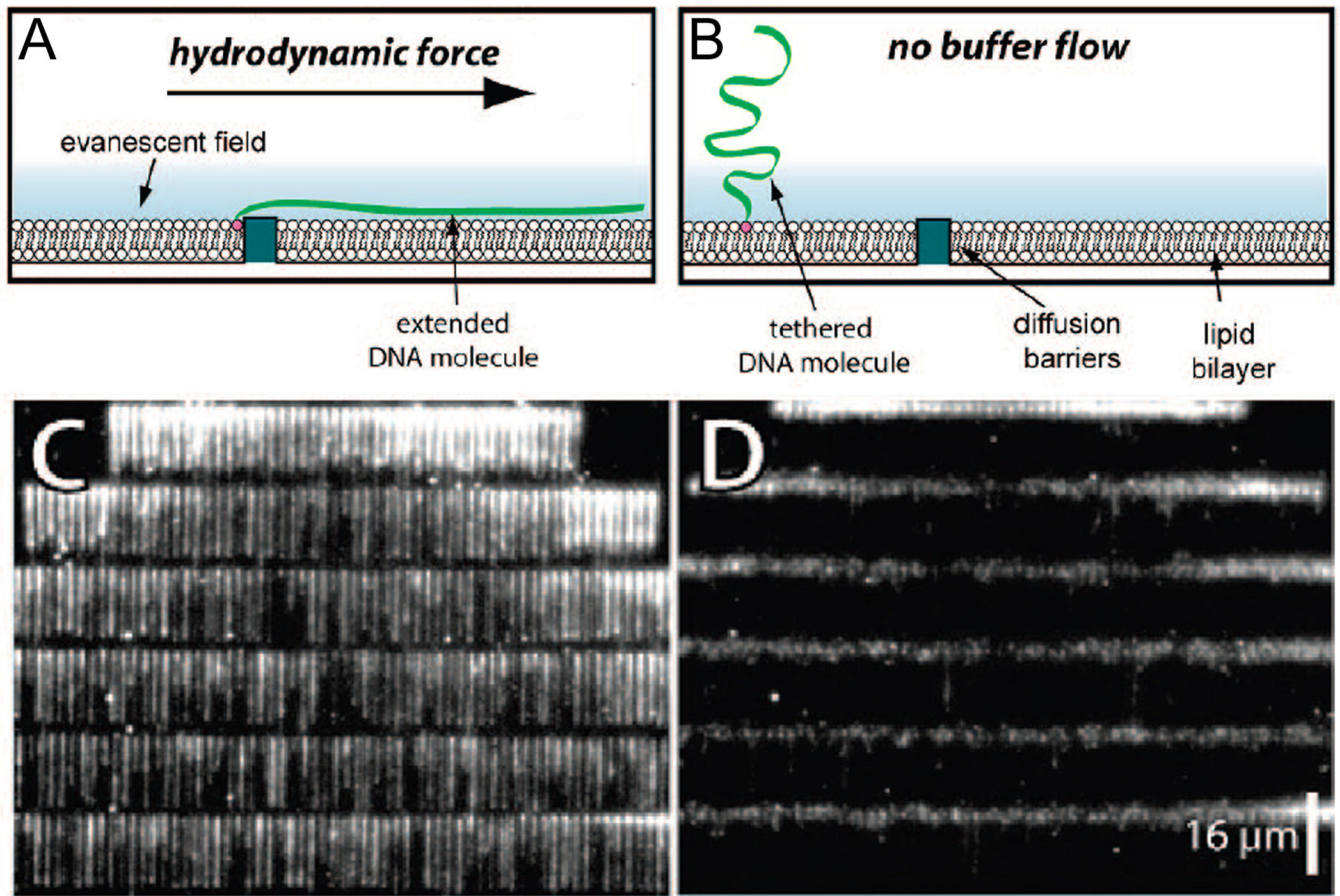 A
hydrodynamic force
evanescent field
extended
DNA molecule
B
no buffer flow
tethered
DNA molecule
diffusion
barriers
lipid
bilayer
C
D
16 µm